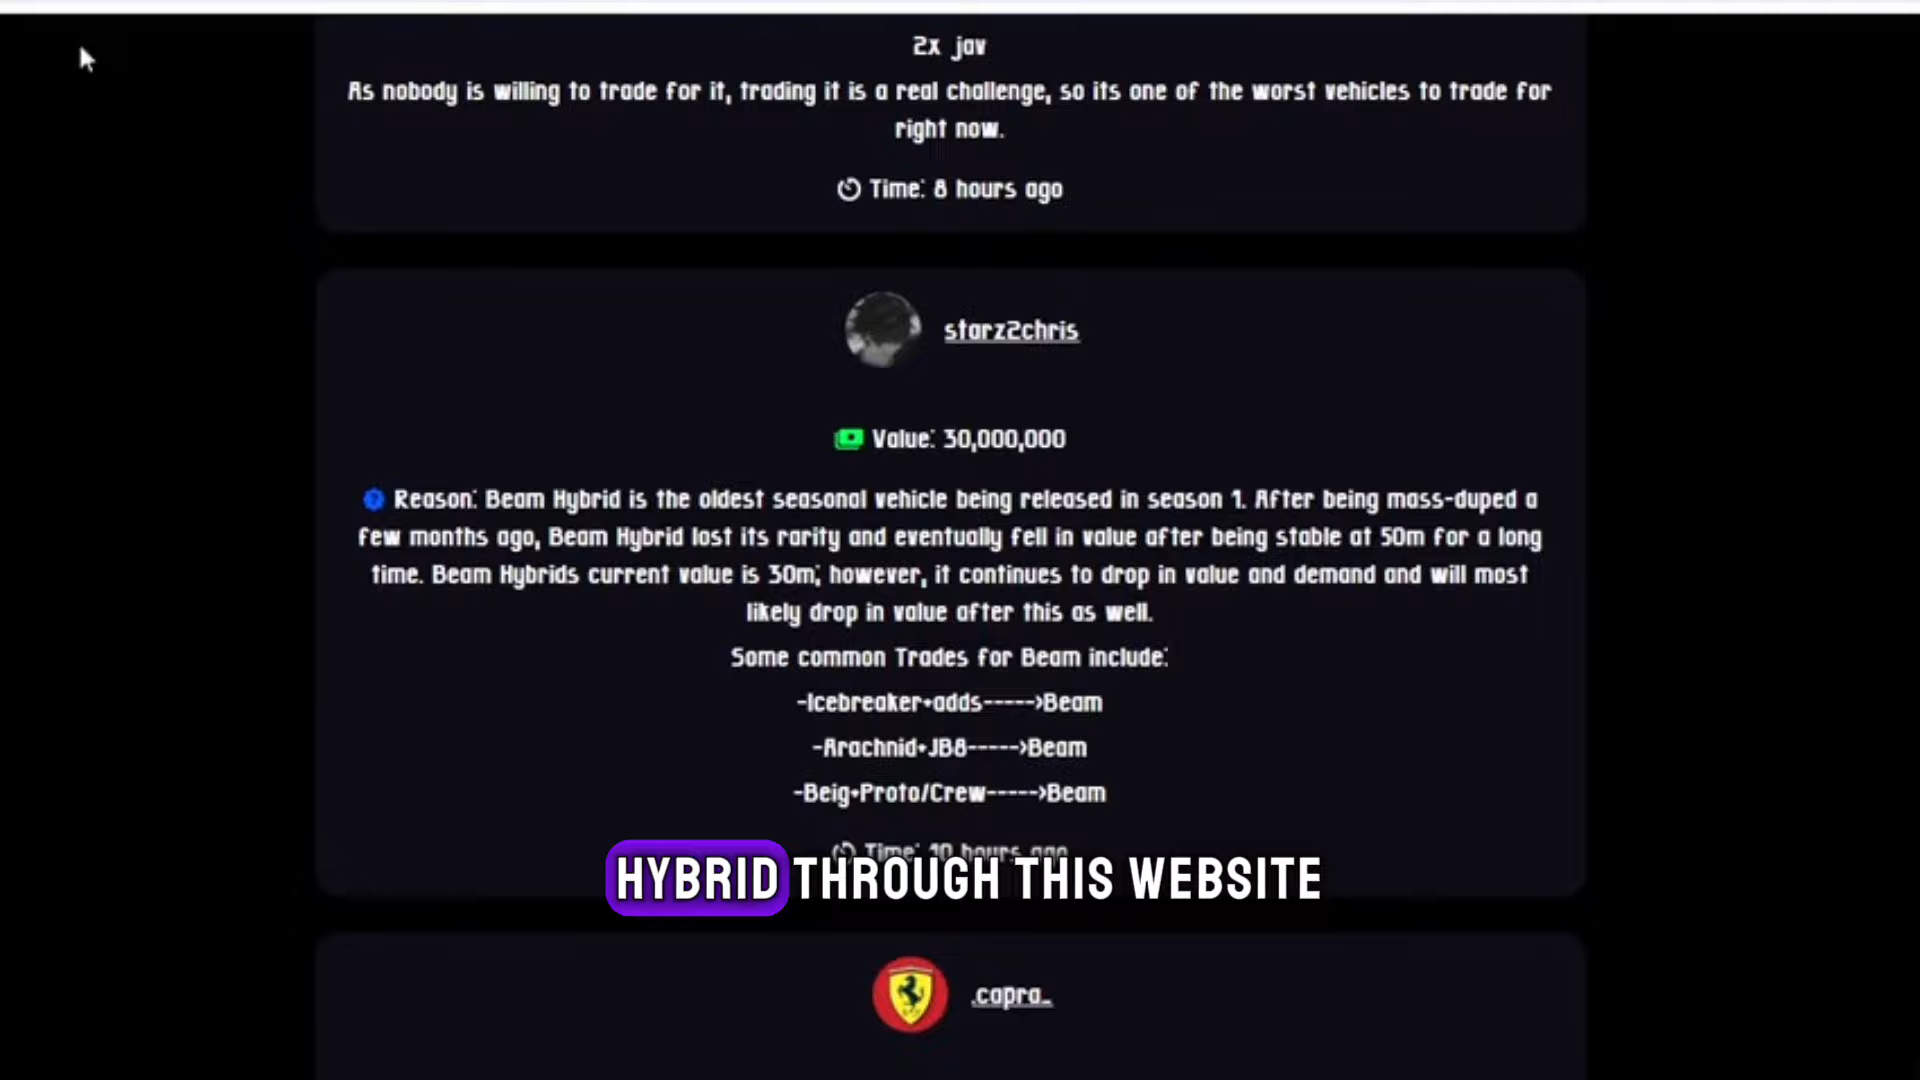 2x jav
As nobody is willing to trade for it, trading it is a real challenge, so its one of the worst vehicles to trade for
right now.
Time: 8 hours ago
starz2chris
Value: 30,000,000
Reason: Beam Hybrid is the oldest seasonal vehicle being released in season 1. After being mass-duped a
few months ago, Beam Hybrid lost its rarity and eventually fell in value after being stable at 50m for a long
time. Beam Hybrids current value is 30m; however, it continues to drop in value and demand and will most
likely drop in value after this as well.
Some common Trades for Beam include:
-Icebreaker+adds----->Beam
-Arachnid+JB8----->Beam
-Beig+Proto/Crew----->Beam
Time: 10 hours ago
HYBRID THROUGH THIS WEBSITE
.capra_